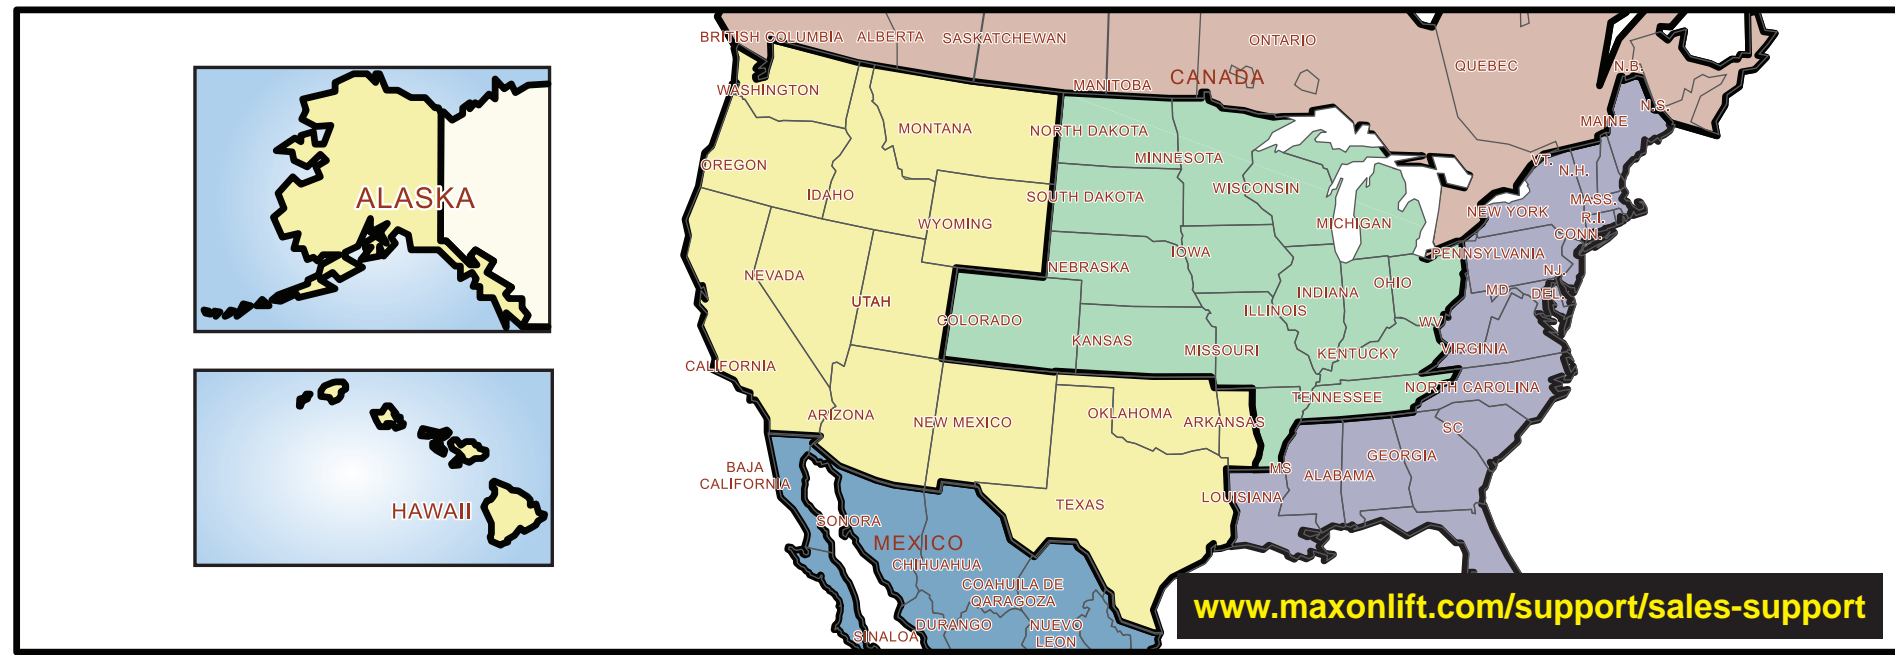 BRITISH COLUMBIA
ALBERTA
SASKATCHEWAN
MANITOBA
ONTARIO
QUEBEC
N.B.
N.S.
CANADA
WASHINGTON
MONTANA
NORTH DAKOTA
MINNESOTA
MAINE
VT.
N.H.
OREGON
IDAHO
WYOMING
SOUTH DAKOTA
WISCONSIN
MICHIGAN
NEW YORK
MASS.
R.I.
CONN.
ALASKA
NEVADA
UTAH
NEBRASKA
IOWA
PENNSYLVANIA
NJ.
COLORADO
KANSAS
ILLINOIS
INDIANA
OHIO
MD
DEL.
WV
MISSOURI
KENTUCKY
VIRGINIA
CALIFORNIA
ARIZONA
NEW MEXICO
OKLAHOMA
ARKANSAS
TENNESSEE
NORTH CAROLINA
SC
HAWAII
BAJA
CALIFORNIA
TEXAS
LOUISIANA
MS
ALABAMA
GEORGIA
SONORA
MEXICO
CHIHUAHUA
COAHUILA DE
QARAGOZA
DURANGO
NUEVO
LEON
SINALOA
www.maxonlift.com/support/sales-support